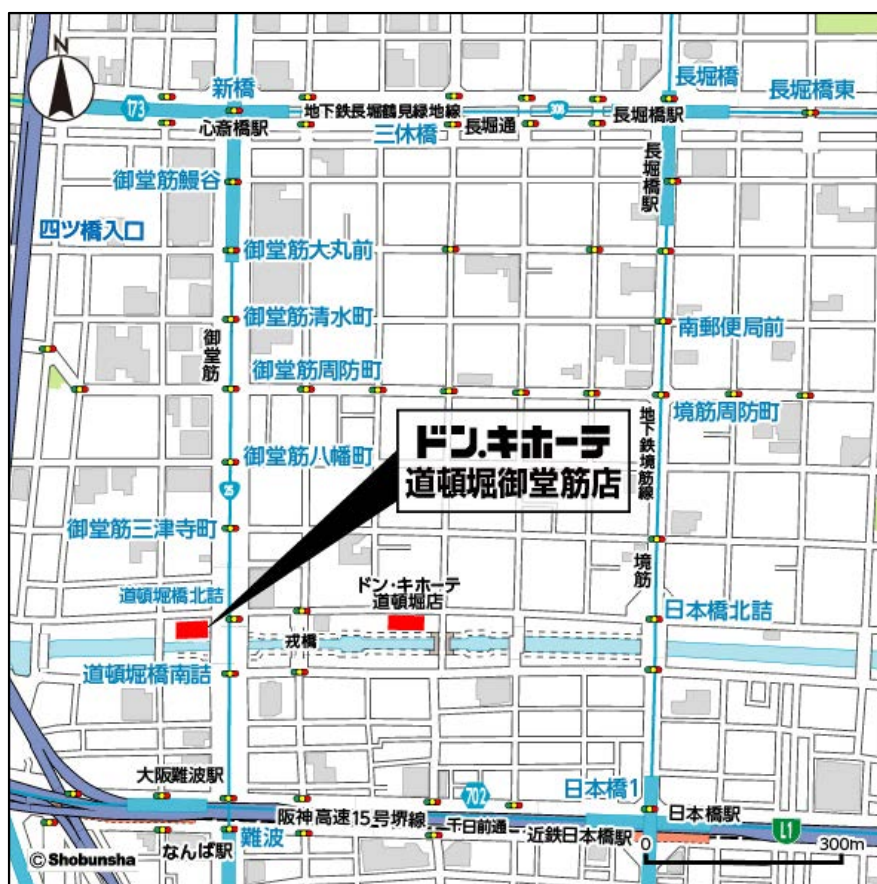 N
新橋
長堀橋
長堀橋東
173
地下鉄長堀鶴見緑地線
308
長堀橋駅
心斎橋駅
三休橋
長堀通
長堀橋駅
御堂筋鰻谷
四ツ橋入口
御堂筋大丸前
御堂筋清水町
南郵便局前
御堂筋
御堂筋周防町
境筋周防町
ドン.キホーテ
道頓堀御堂筋店
地下鉄境筋線
御堂筋八幡町
25
御堂筋三津寺町
境筋
道頓堀橋北詰
ドン・キホーテ
道頓堀店
日本橋北詰
戎橋
道頓堀橋南詰
大阪難波駅
702
日本橋1
阪神高速15号堺線
日本橋駅
千日前通
近鉄日本橋駅
L1
難波
なんば駅
0
300m
© Shobunsha